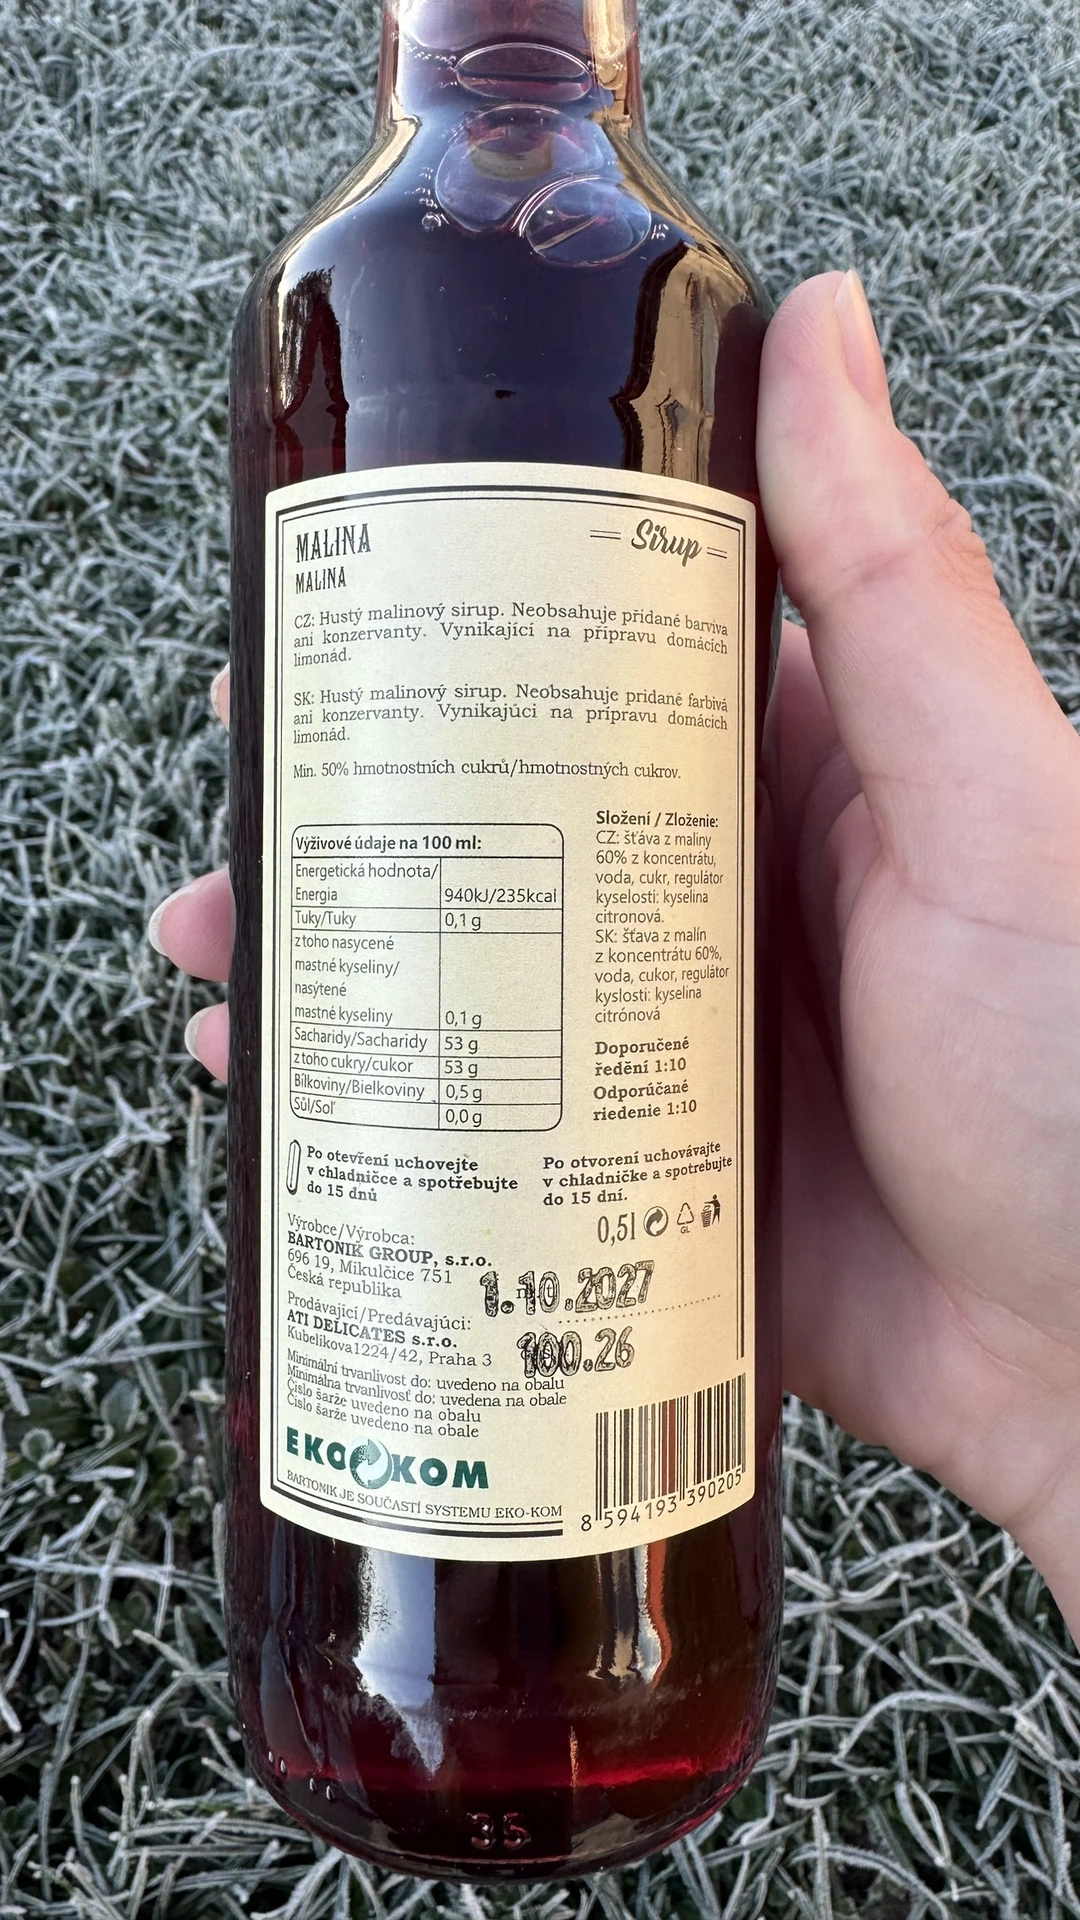 MALINA
MALINA
Sirup
CZ: Hustý malinový sirup. Neobsahuje přidané barviva
ani konzervanty. Vynikající na přípravu domácích
limonád.
SK: Hustý malinový sirup. Neobsahuje pridané farbivá
ani konzervanty. Vynikajúci na prípravu domácich
limonád.
Min. 50% hmotnostních cukrů/hmotnostných cukrov.
Výživové údaje na 100 ml:
Energetická hodnota/
Energia 940kJ/235kcal
Tuky/Tuky 0,1 g
z toho nasycené
mastné kyseliny/
nasýtené
mastné kyseliny 0,1 g
Sacharidy/Sacharidy 53 g
z toho cukry/cukor 53 g
Bílkoviny/Bielkoviny 0,5 g
Sůl/Soľ 0,0 g
Složení / Zloženie:
CZ: šťáva z maliny
60% z koncentrátu,
voda, cukr, regulátor
kyselosti: kyselina
citronová.
SK: šťava z malín
z koncentrátu 60%,
voda, cukor, regulátor
kyslosti: kyselina
citrónová
Doporučené
ředění 1:10
Odporúčané
riedenie 1:10
Po otevření uchovejte
v chladničce a spotřebujte
do 15 dnů
Po otvorení uchovávajte
v chladničke a spotrebujte
do 15 dní.
0,5l
GL
Výrobce/Výrobca:
BARTONIK GROUP, s.r.o.
696 19, Mikulčice 751
Česká republika
1.10.2027
100.26
Prodávající/Predávajúci:
ATI DELICATES s.r.o.
Kubelíkova1224/42, Praha 3
Minimální trvanlivost do: uvedeno na obalu
Minimálna trvanlivosť do: uvedena na obale
Číslo šarže uvedeno na obalu
Číslo šarže uvedeno na obale
EKO KOM
BARTONIK JE SOUČASTÍ SYSTEMU EKO-KOM
8 594193 390205
35